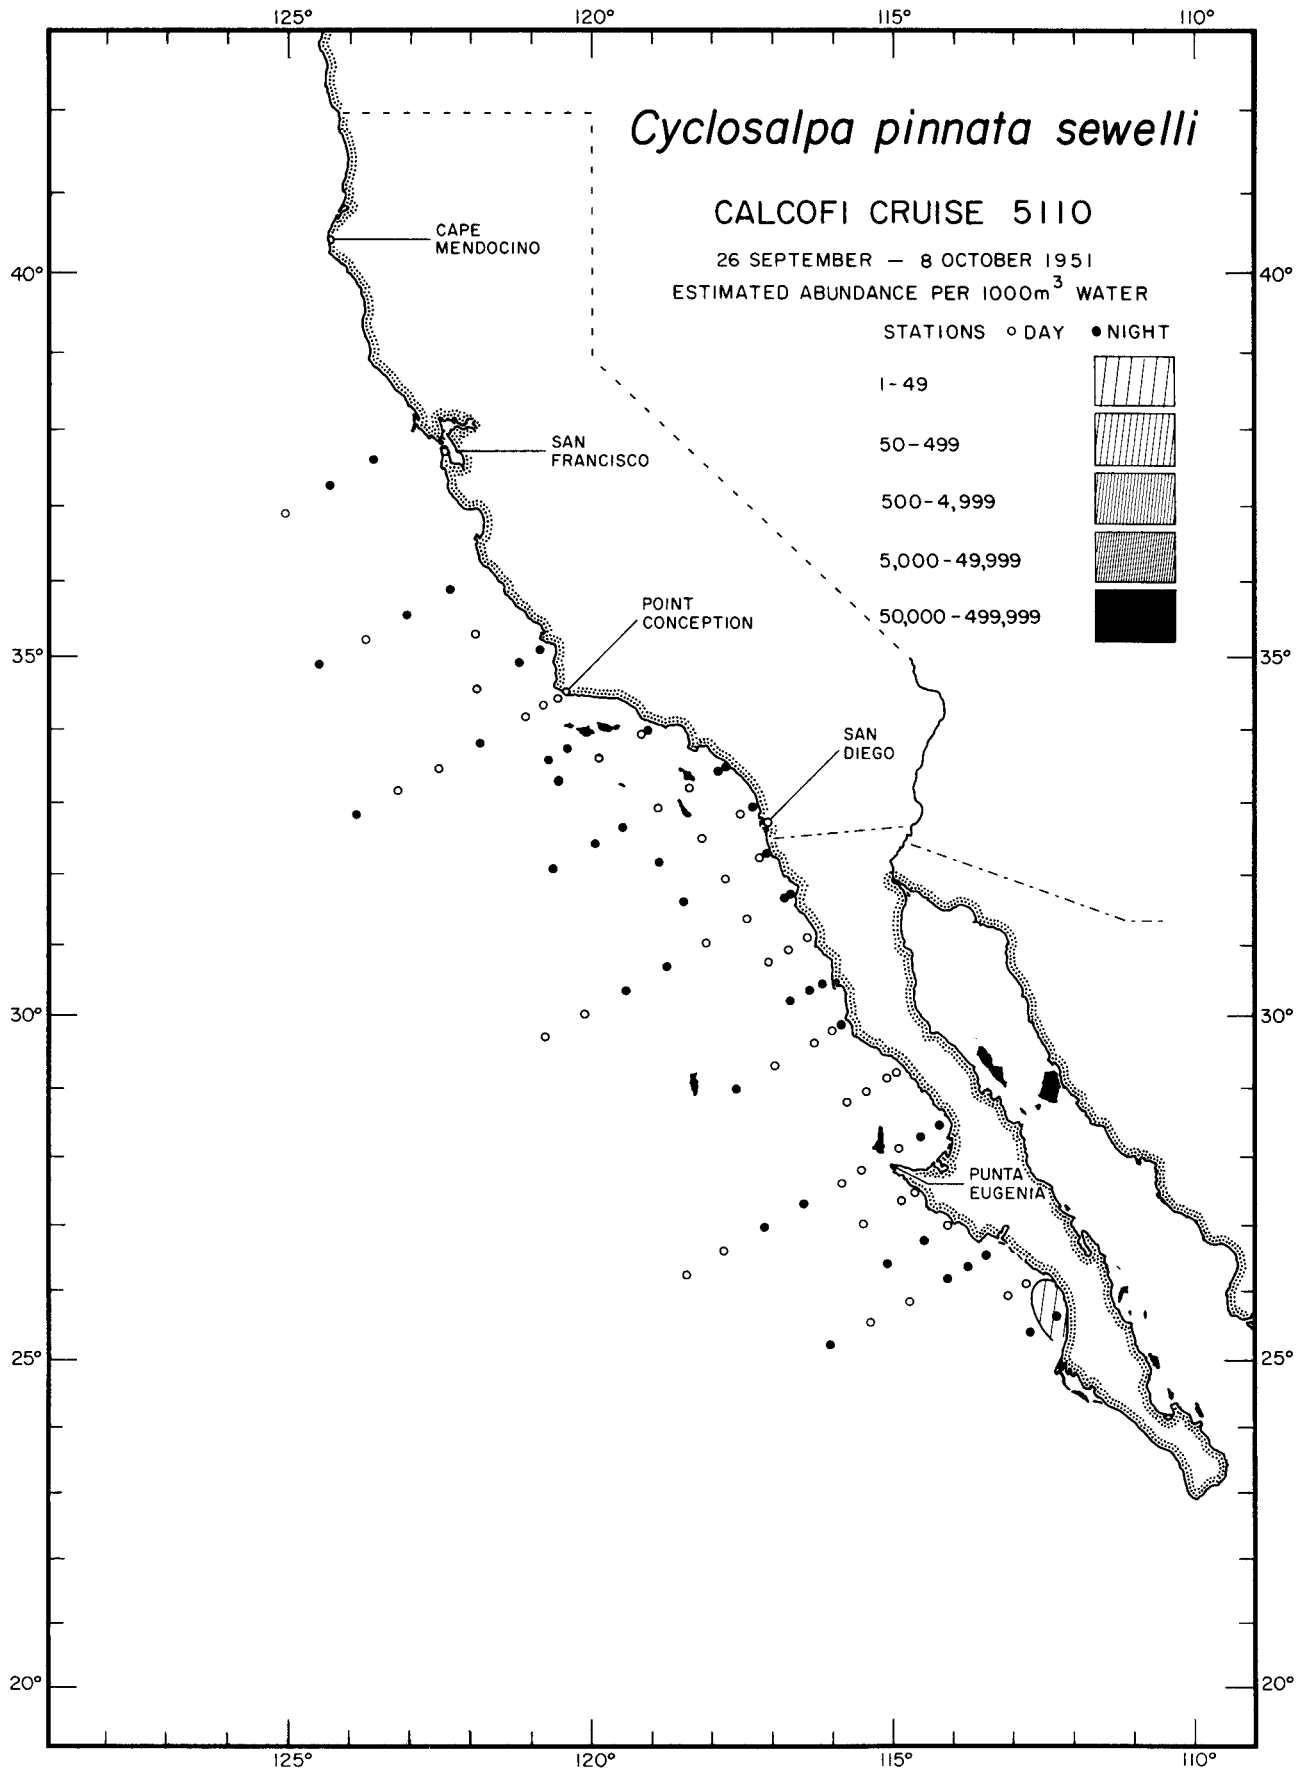 125° 120° 115° 110°
Cyclosalpa pinnata sewelli
CALCOFI CRUISE 5110
26 SEPTEMBER — 8 OCTOBER 1951
ESTIMATED ABUNDANCE PER 1000m³ WATER
STATIONS ○ DAY ● NIGHT
1-49
50-499
500-4,999
5,000-49,999
50,000-499,999
CAPE
MENDOCINO
40° 40°
SAN
FRANCISCO
POINT
CONCEPTION
35° 35°
SAN
DIEGO
30° 30°
PUNTA
EUGENIA
25° 25°
20° 20°
125° 120° 115° 110°